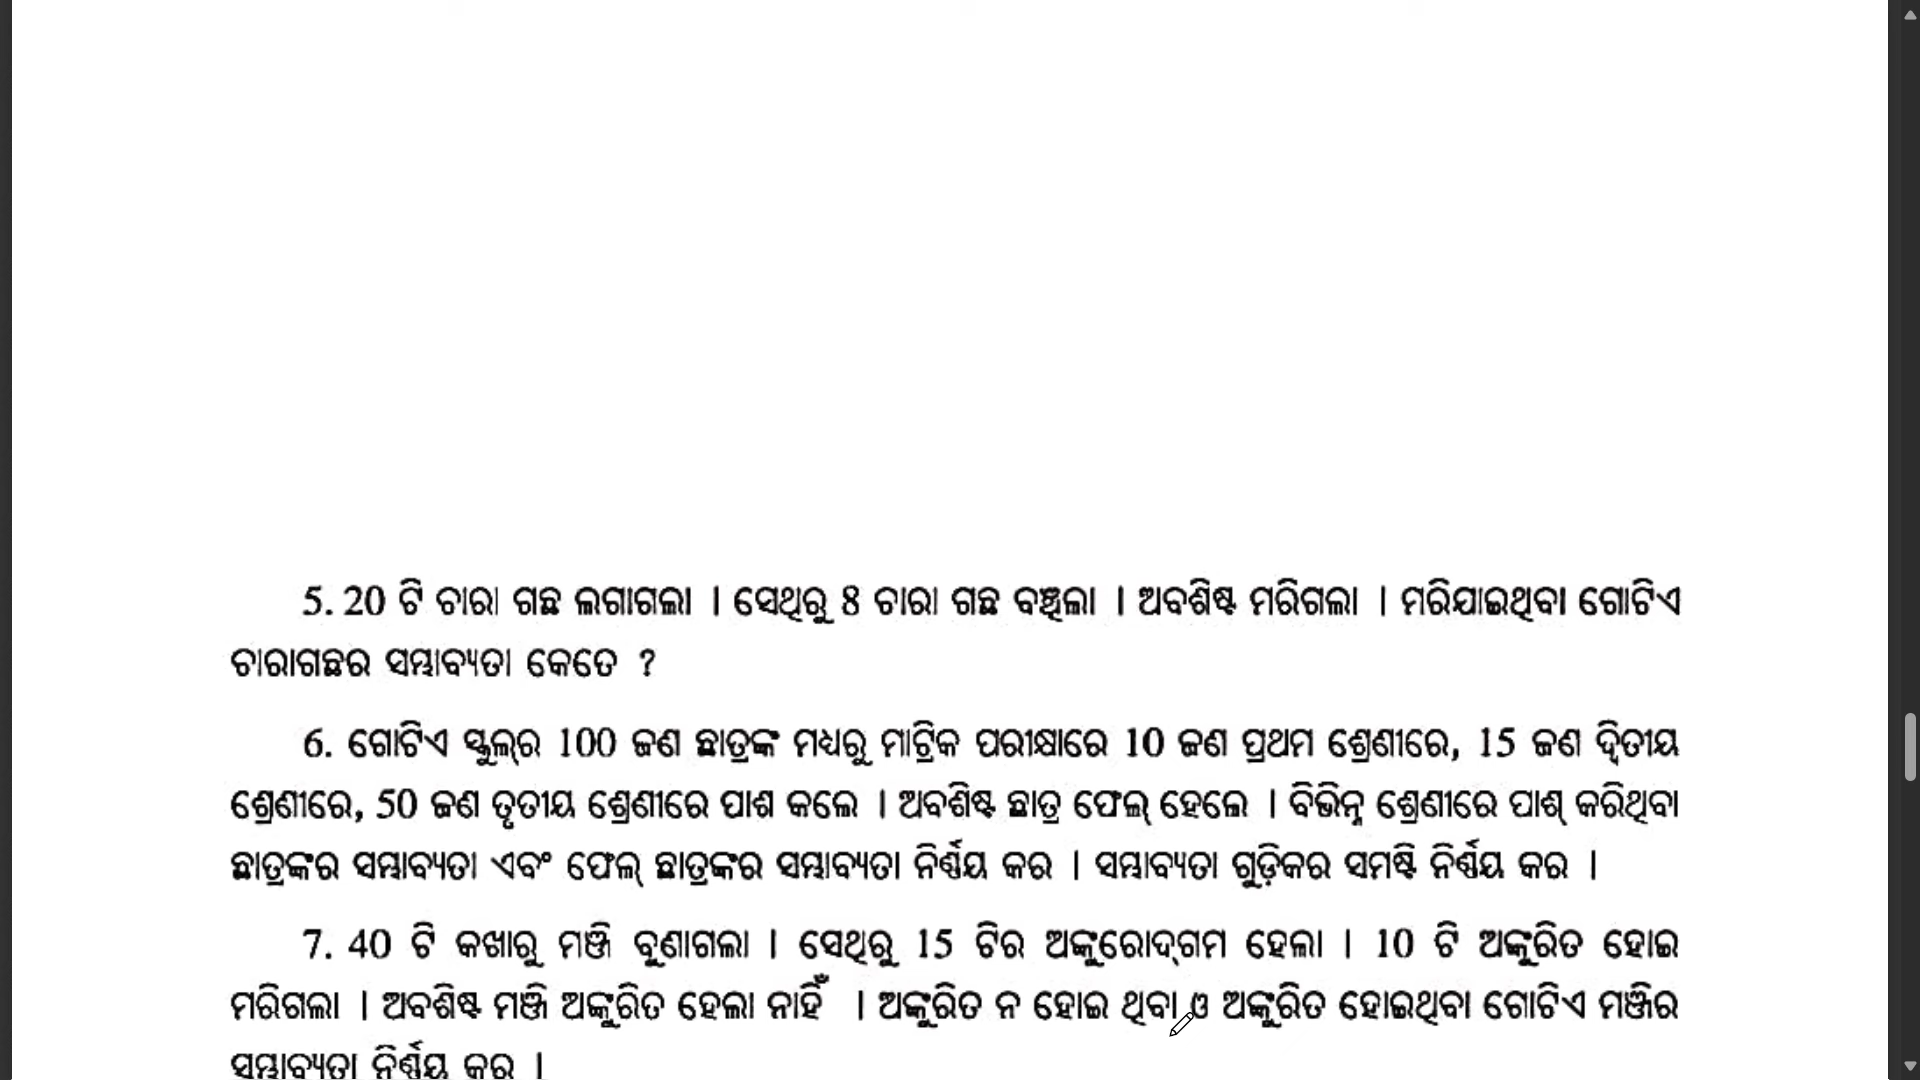 5. 20 ଟି ଚାରା ଗଛ ଲଗାଗଲା । ସେଥିରୁ 8 ଚାରା ଗଛ ବଞ୍ଚିଲା । ଅବଶିଷ୍ଟ ମରିଗଲା । ମରିଯାଇଥିବା ଗୋଟିଏ
ଚାରାଗଛର ସମ୍ଭାବ୍ୟତା କେତେ ?
6. ଗୋଟିଏ ସ୍କୁଲ୍‌ର 100 ଜଣ ଛାତ୍ରଙ୍କ ମଧ୍ୟରୁ ମାଟ୍ରିକ ପରୀକ୍ଷାରେ 10 ଜଣ ପ୍ରଥମ ଶ୍ରେଣୀରେ, 15 ଜଣ ଦ୍ଵିତୀୟ
ଶ୍ରେଣୀରେ, 50 ଜଣ ତୃତୀୟ ଶ୍ରେଣୀରେ ପାଶ କଲେ । ଅବଶିଷ୍ଟ ଛାତ୍ର ଫେଲ୍ ହେଲେ । ବିଭିନ୍ନ ଶ୍ରେଣୀରେ ପାଶ୍ କରିଥିବା
ଛାତ୍ରଙ୍କର ସମ୍ଭାବ୍ୟତା ଏବଂ ଫେଲ୍ ଛାତ୍ରଙ୍କର ସମ୍ଭାବ୍ୟତା ନିର୍ଣ୍ଣୟ କର । ସମ୍ଭାବ୍ୟତା ଗୁଡ଼ିକର ସମଷ୍ଟି ନିର୍ଣ୍ଣୟ କର ।
7. 40 ଟି କଖାରୁ ମଞ୍ଜି ବୁଣାଗଲା । ସେଥିରୁ 15 ଟିର ଅଙ୍କୁରୋଦ୍‌ଗମ ହେଲା । 10 ଟି ଅଙ୍କୁରିତ ହୋଇ
ମରିଗଲା । ଅବଶିଷ୍ଟ ମଞ୍ଜି ଅଙ୍କୁରିତ ହେଲା ନାହିଁ । ଅଙ୍କୁରିତ ନ ହୋଇ ଥିବା ଓ ଅଙ୍କୁରିତ ହୋଇଥିବା ଗୋଟିଏ ମଞ୍ଜିର
ସମ୍ଭାବ୍ୟତା ନିର୍ଣ୍ଣୟ କର ।